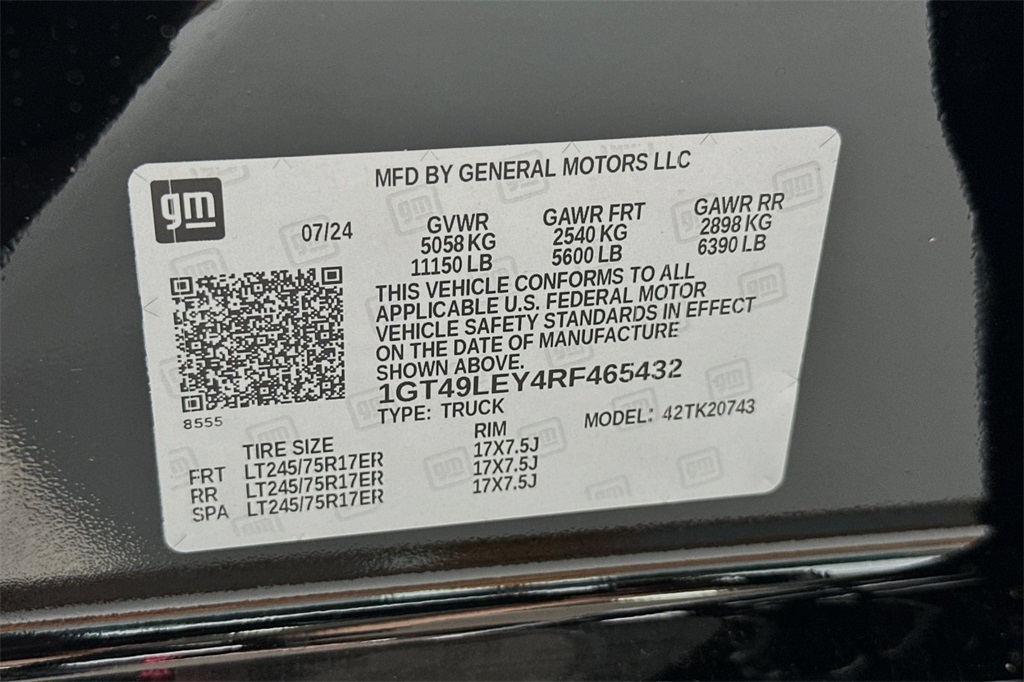 MFD BY GENERAL MOTORS LLC
gm
07/24
GVWR GAWR FRT GAWR RR
5058 KG 2540 KG 2898 KG
11150 LB 5600 LB 6390 LB
THIS VEHICLE CONFORMS TO ALL
APPLICABLE U.S. FEDERAL MOTOR
VEHICLE SAFETY STANDARDS IN EFFECT
ON THE DATE OF MANUFACTURE
SHOWN ABOVE.
1GT49LEY4RF465432
TYPE: TRUCK MODEL: 42TK20743
8555
TIRE SIZE RIM
FRT LT245/75R17ER 17X7.5J
RR LT245/75R17ER 17X7.5J
SPA LT245/75R17ER 17X7.5J